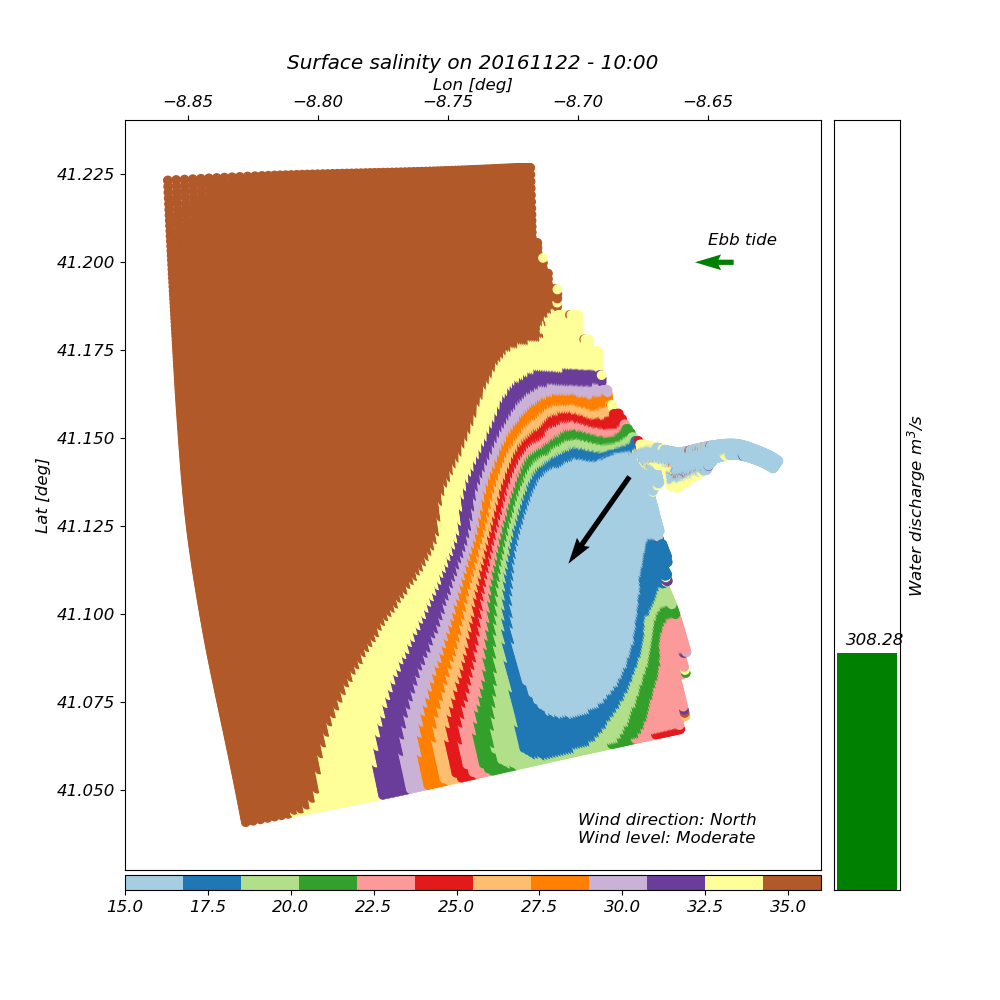 Surface salinity on 20161122 - 10:00
Lon [deg]
−8.85 −8.80 −8.75 −8.70 −8.65
41.225
Ebb tide
41.200
41.175
41.150
41.125
41.100
41.075
41.050
Lat [deg]
Wind direction: North
Wind level: Moderate
15.0 17.5 20.0 22.5 25.0 27.5 30.0 32.5 35.0
308.28
Water discharge m³/s